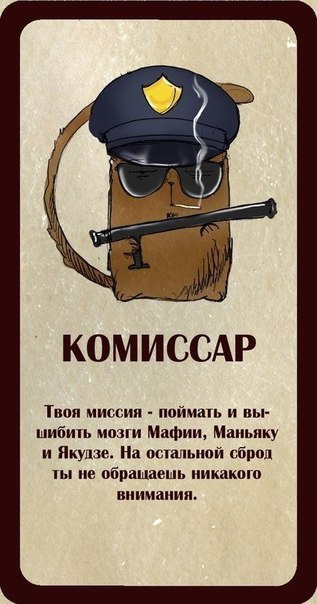 КОМИССАР
Твоя миссия - поймать и вы-
шибить мозги Мафии, Маньяку
и Якудзе. На остальной сброд
ты не обращаешь никакого
внимания.